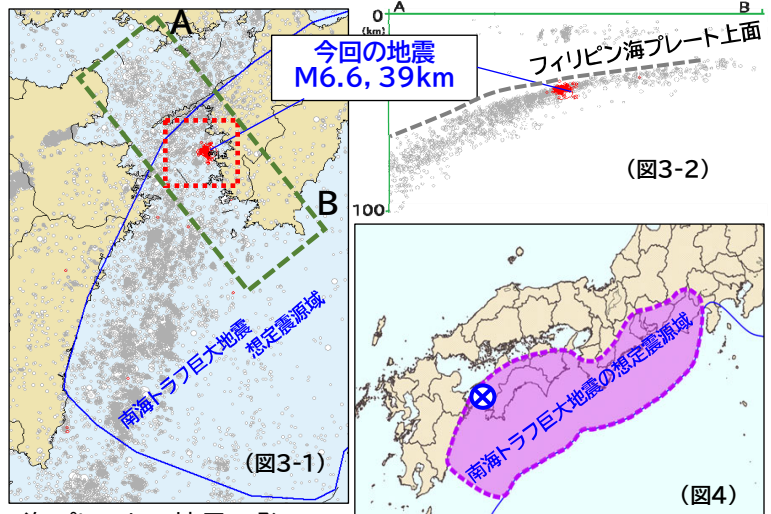 A
B
今回の地震
M6.6, 39km
南海トラフ巨大地震
想定震源域
(図3-1)
A
B
0
(km)
フィリピン海プレート上面
(図3-2)
100
南海トラフ巨大地震の想定震源域
(図4)